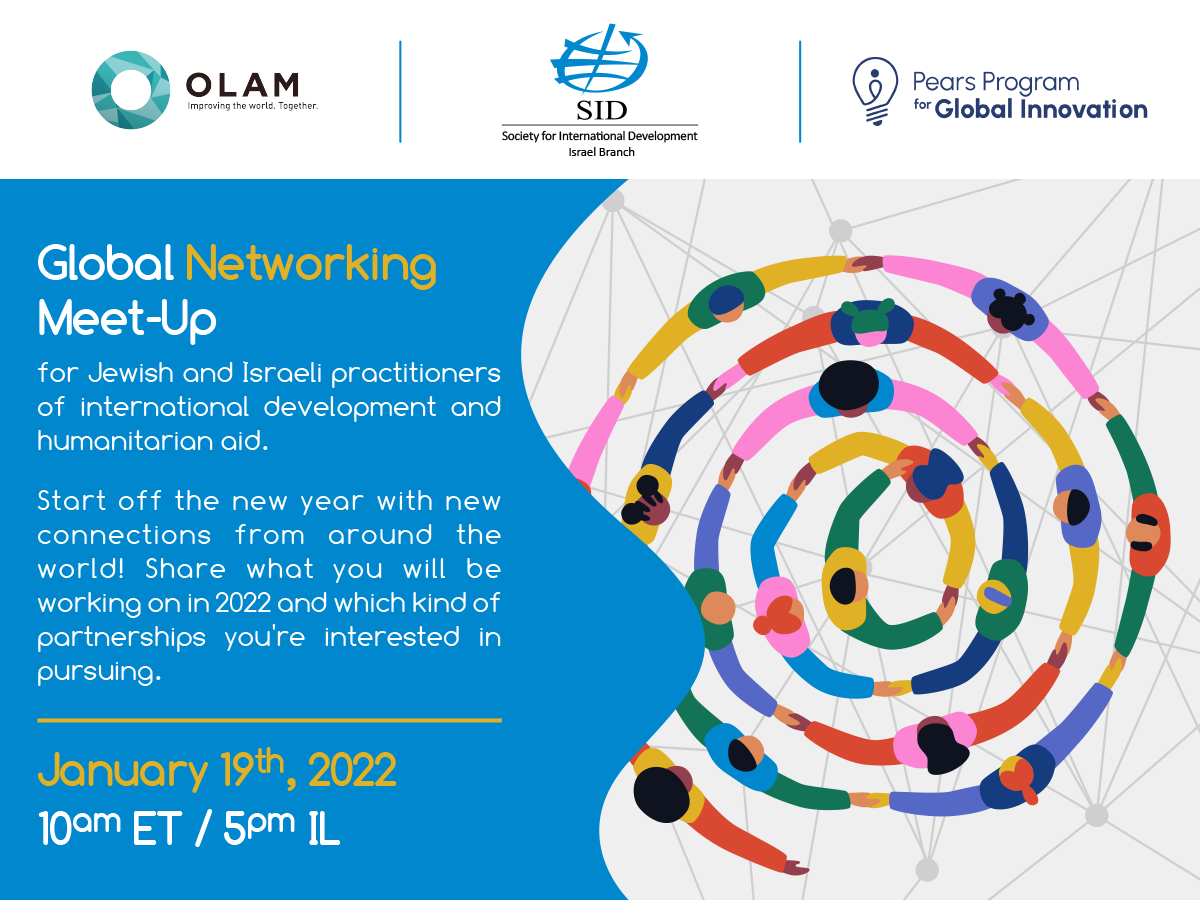 OLAM
Improving the world. Together.
SID
Society for International Development
Israel Branch
Pears Program
for Global Innovation
Global Networking
Meet-Up
for Jewish and Israeli practitioners
of international development and
humanitarian aid.
Start off the new year with new
connections from around the
world! Share what you will be
working on in 2022 and which kind of
partnerships you're interested in
pursuing.
January 19th, 2022
10am ET / 5pm IL